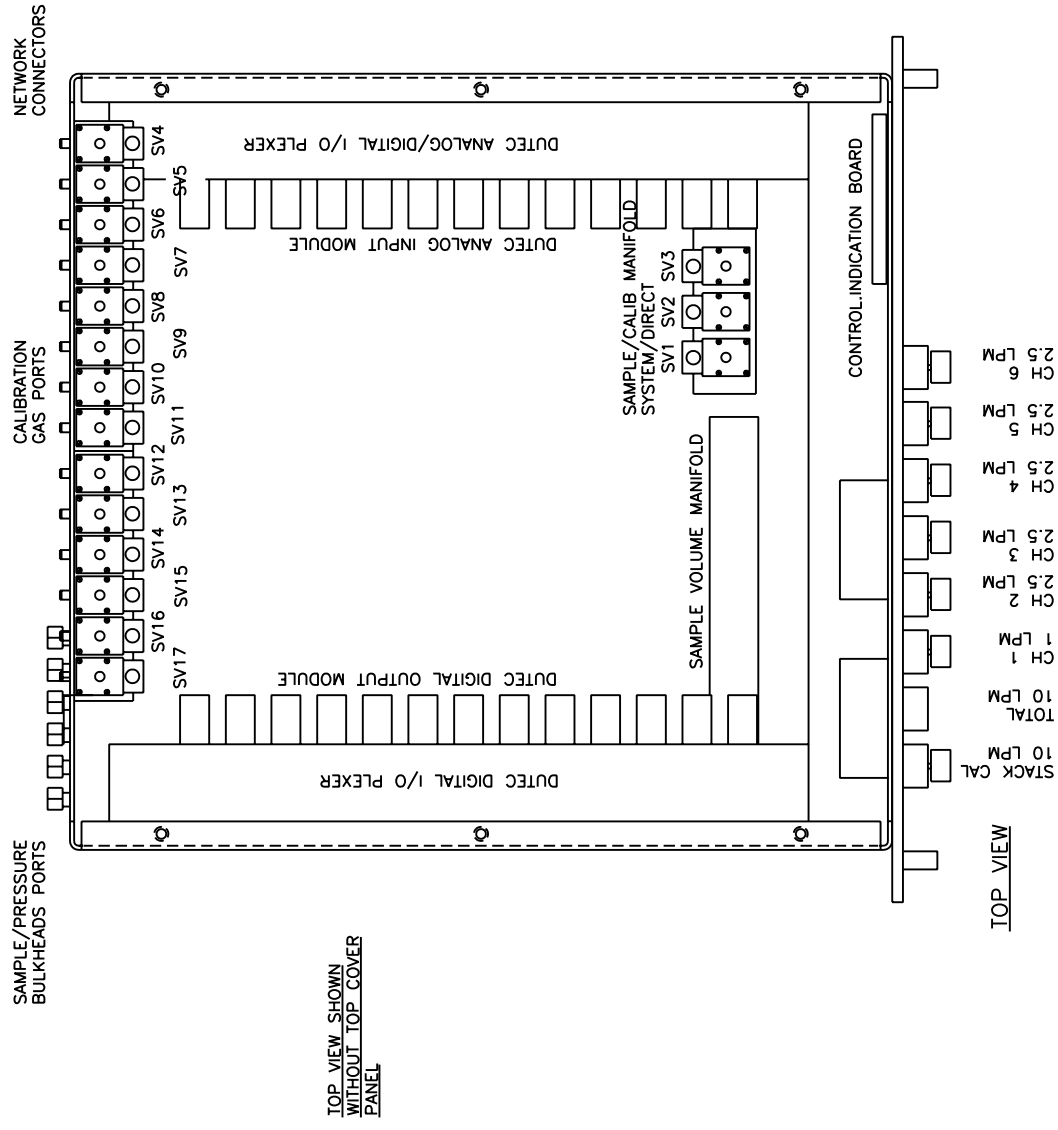 NETWORK
CONNECTORS
CALIBRATION
GAS PORTS
SAMPLE/PRESSURE
BULKHEADS PORTS
SV4
SV5
SV6
SV7
SV8
SV9
SV10
SV11
SV12
SV13
SV14
SV15
SV16
SV17
DUTEC ANALOG/DIGITAL I/O PLEXER
DUTEC ANALOG INPUT MODULE
SAMPLE/CALIB MANIFOLD
SYSTEM/DIRECT
SV1
SV2
SV3
SAMPLE VOLUME MANIFOLD
DUTEC DIGITAL OUTPUT MODULE
DUTEC DIGITAL I/O PLEXER
CONTROL.INDICATION BOARD
CH 6
2.5 LPM
CH 5
2.5 LPM
CH 4
2.5 LPM
CH 3
2.5 LPM
CH 2
2.5 LPM
CH 1
1 LPM
TOTAL
10 LPM
STACK CAL
10 LPM
TOP VIEW
TOP VIEW SHOWN
WITHOUT TOP COVER
PANEL